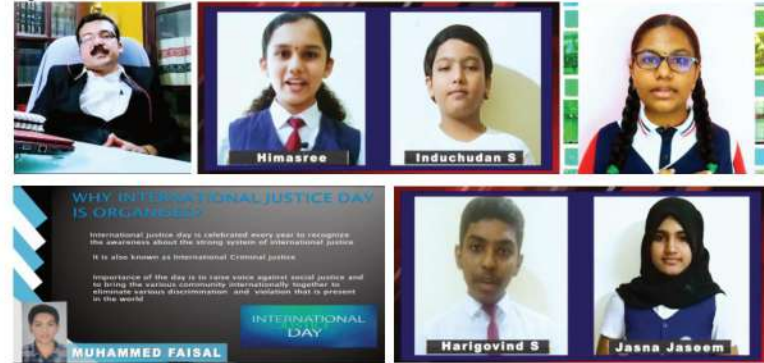 Himasree
Induchudan S
WHY INTERNATIONAL JUSTICE DAY
IS ORGANISED?
International justice day is celebrated every year to recognize
the awareness about the strong system of international justice
It is also known as International Criminal justice
Importance of the day is to raise voice against social justice and
to bring the various community internationally together to
eliminate various discrimination and violation that is present
in the world
INTERNATIONAL
DAY
MUHAMMED FAISAL
Harigovind S
Jasna Jaseem